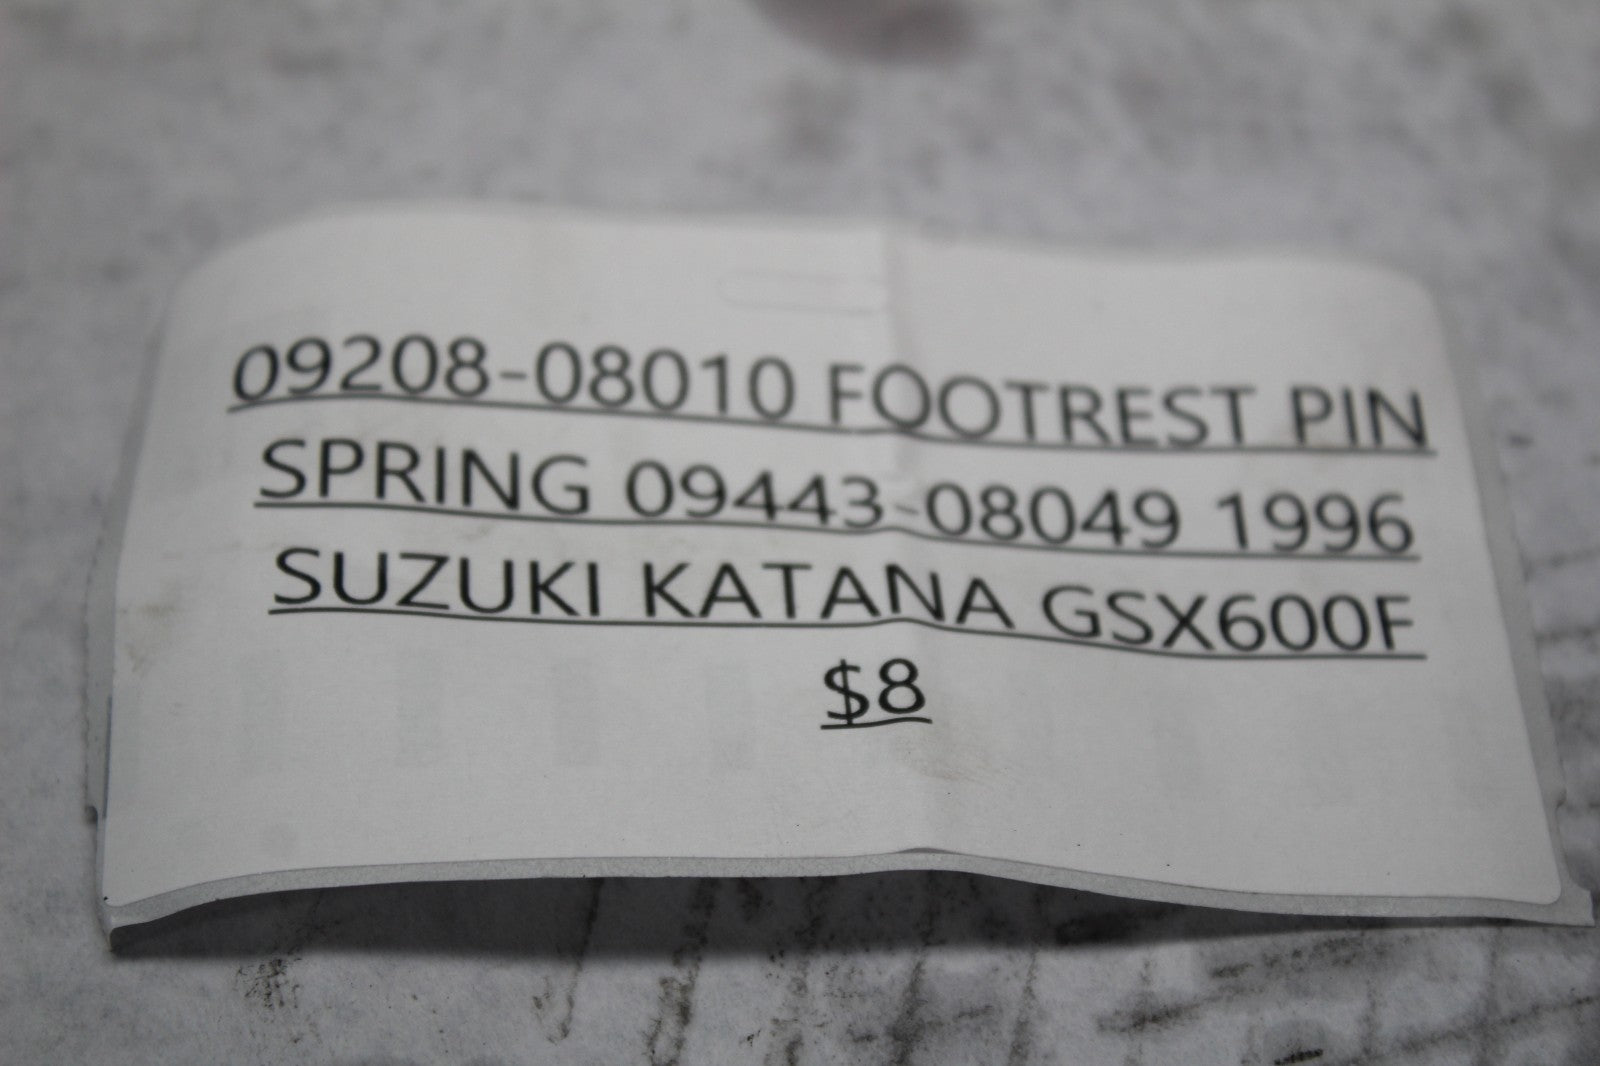 09208-08010 FOOTREST PIN
SPRING 09443-08049 1996
SUZUKI KATANA GSX600F
$8